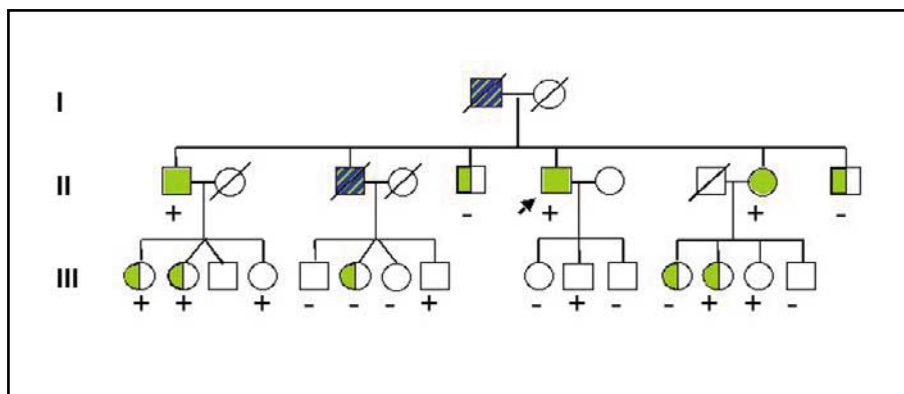 I
II
+ - + + -
III
+ + + - - - + - + - - + + -